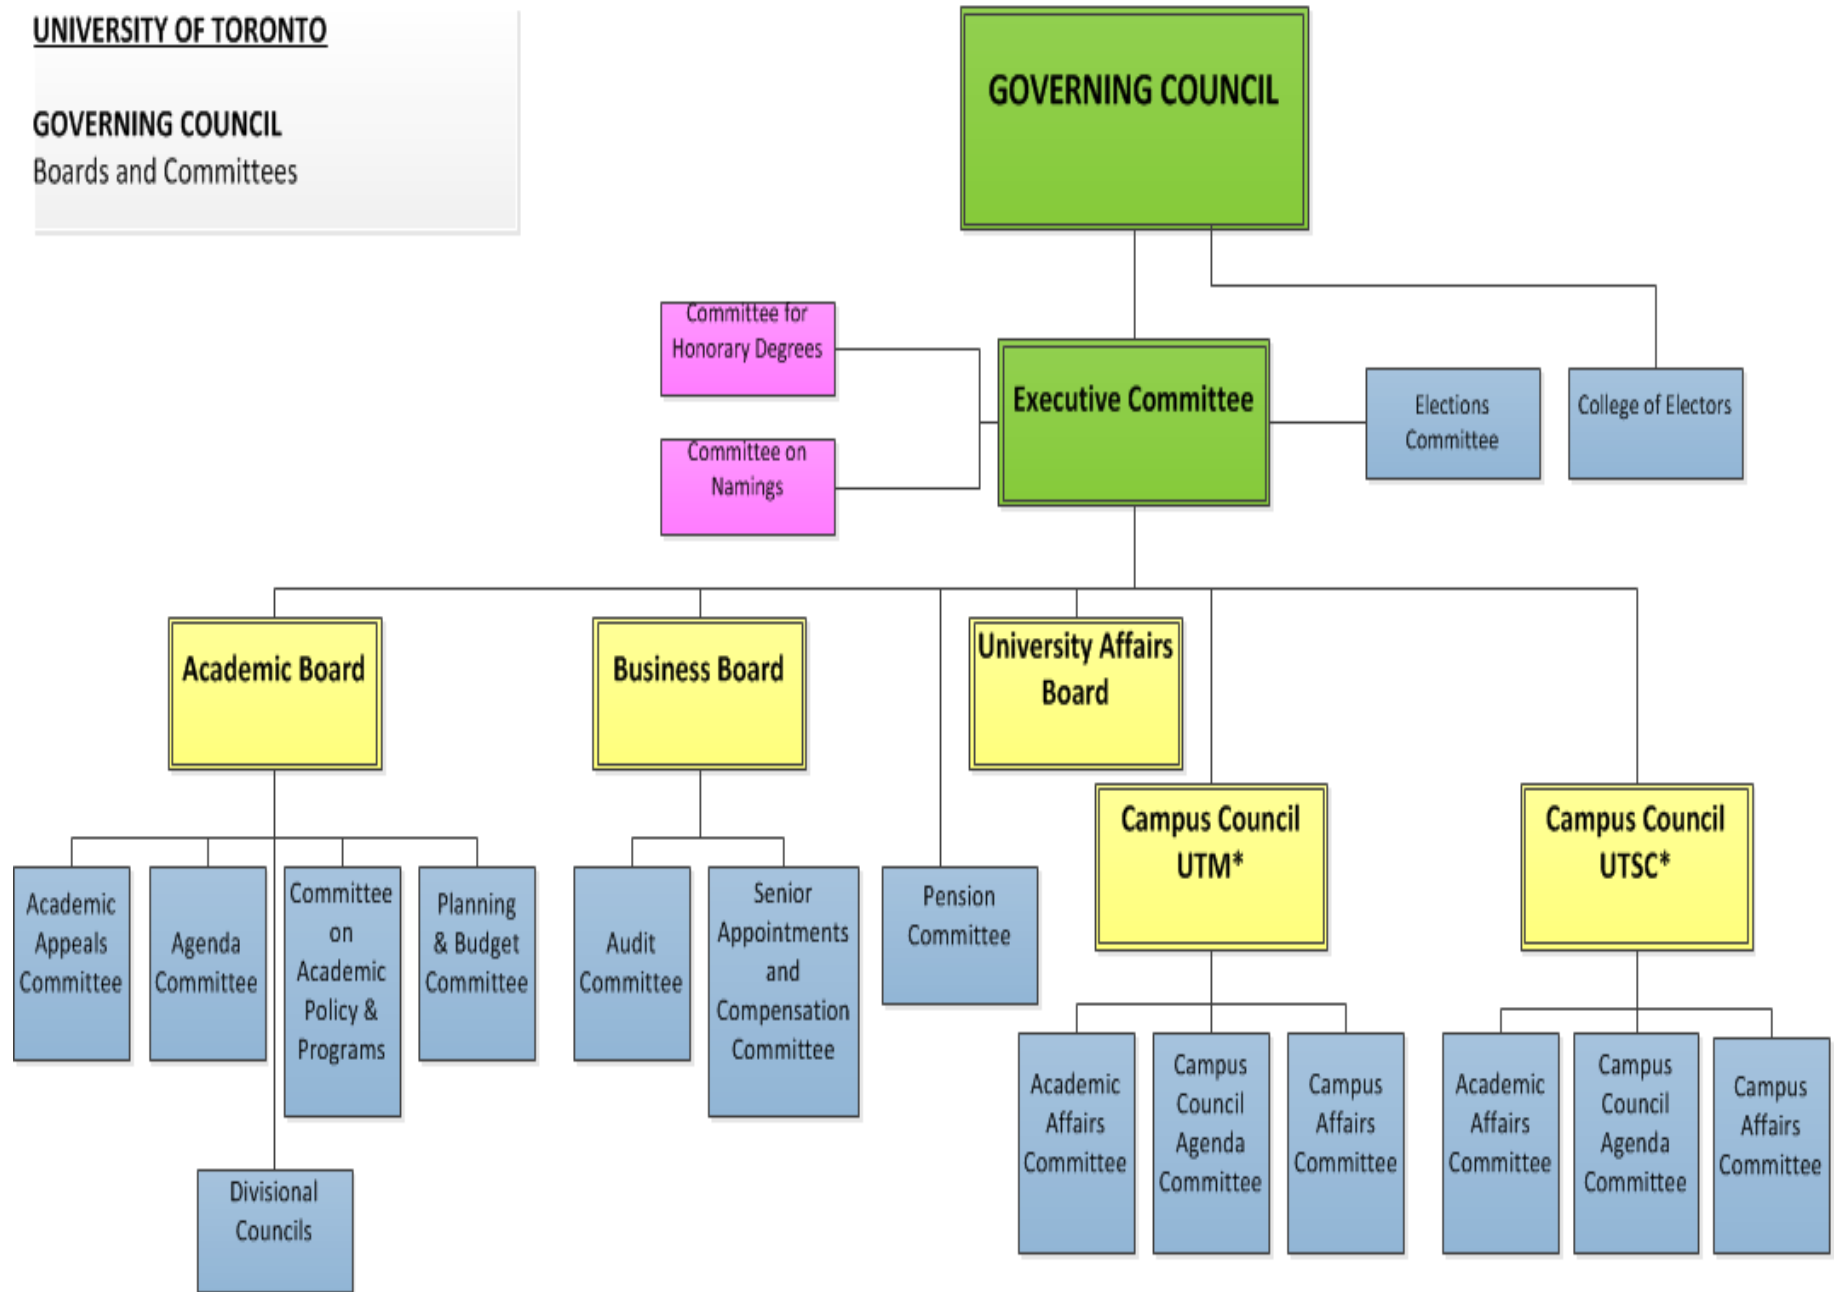 UNIVERSITY OF TORONTO
GOVERNING COUNCIL
Boards and Committees
GOVERNING COUNCIL
Committee for
Honorary Degrees
Committee on
Namings
Executive Committee
Elections
Committee
College of Electors
Academic Board
Business Board
University Affairs
Board
Campus Council
UTM*
Campus Council
UTSC*
Academic
Appeals
Committee
Agenda
Committee
Committee
on
Academic
Policy &
Programs
Planning
& Budget
Committee
Divisional
Councils
Audit
Committee
Senior
Appointments
and
Compensation
Committee
Pension
Committee
Academic
Affairs
Committee
Campus
Council
Agenda
Committee
Campus
Affairs
Committee
Academic
Affairs
Committee
Campus
Council
Agenda
Committee
Campus
Affairs
Committee